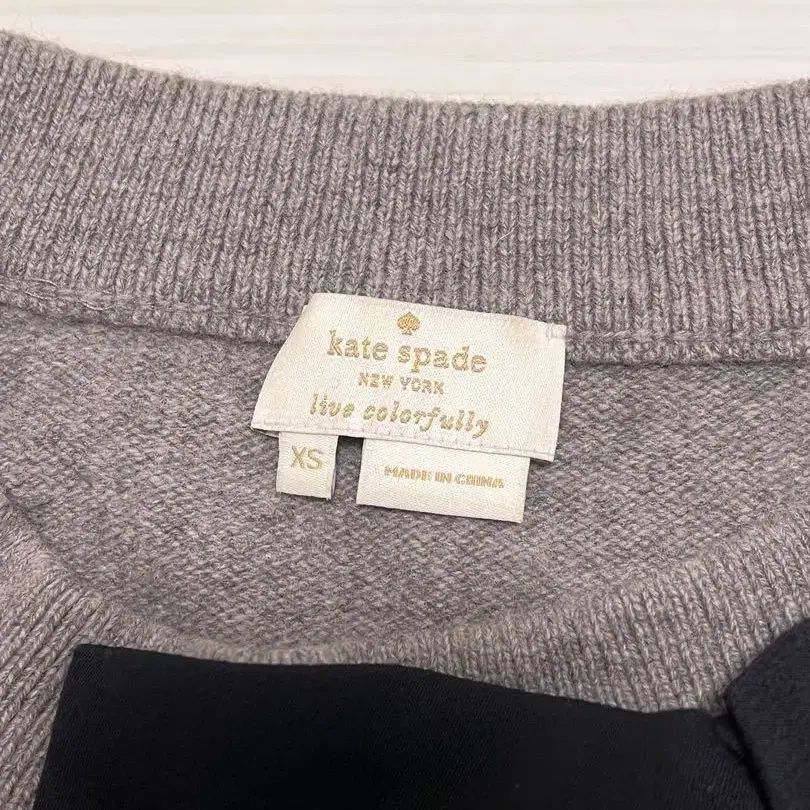 kate spade
NEW YORK
live colorfully
XS
MADE IN CHINA